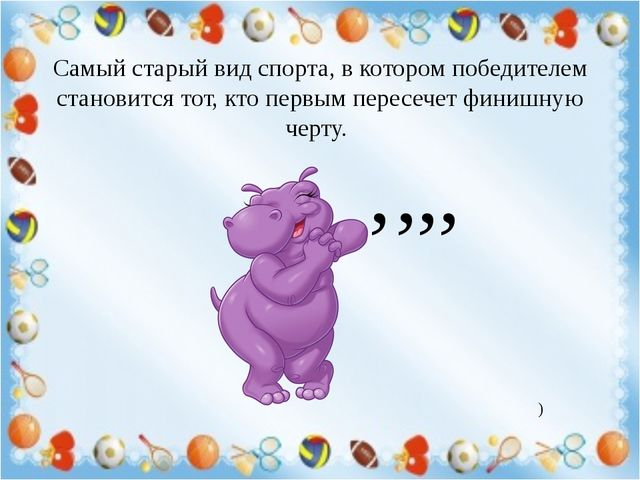 Самый старый вид спорта, в котором победителем
становится тот, кто первым пересечет финишную
черту.
, , , ,
)